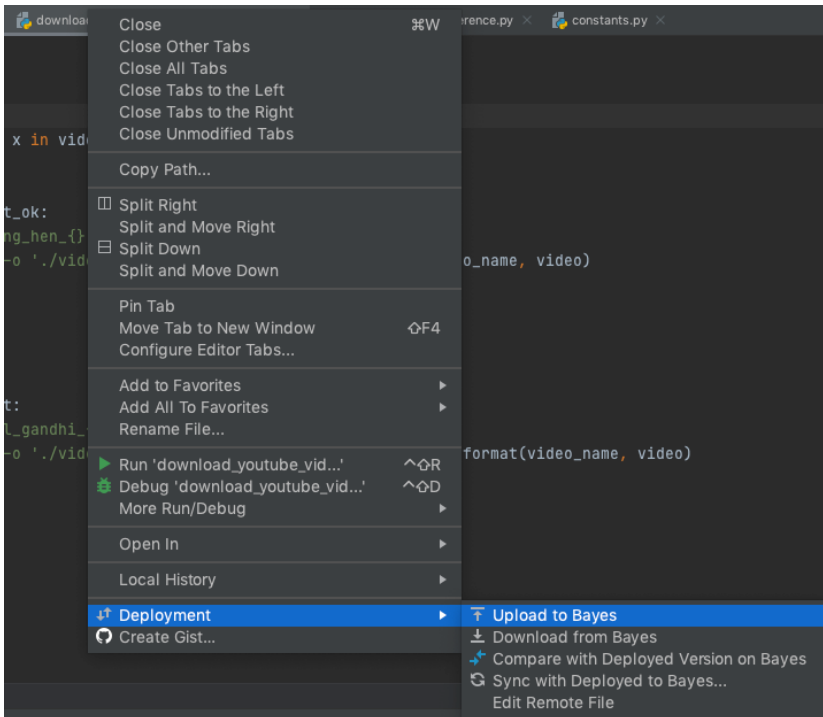 downloa
rence.py
constants.py
Close ⌘W
Close Other Tabs
Close All Tabs
Close Tabs to the Left
Close Tabs to the Right
Close Unmodified Tabs
x in vid
Copy Path...
Split Right
t_ok:
Split and Move Right
ng_hen_{}
Split Down
-o './vid
o_name, video)
Split and Move Down
Pin Tab
Move Tab to New Window ⇧F4
Configure Editor Tabs...
Add to Favorites
t:
Add All To Favorites
l_gandhi_
Rename File...
-o './vid
format(video_name, video)
Run 'download_youtube_vid...' ^⇧R
Debug 'download_youtube_vid...' ^⇧D
More Run/Debug
Open In
Local History
Deployment
Create Gist...
Upload to Bayes
Download from Bayes
Compare with Deployed Version on Bayes
Sync with Deployed to Bayes...
Edit Remote File